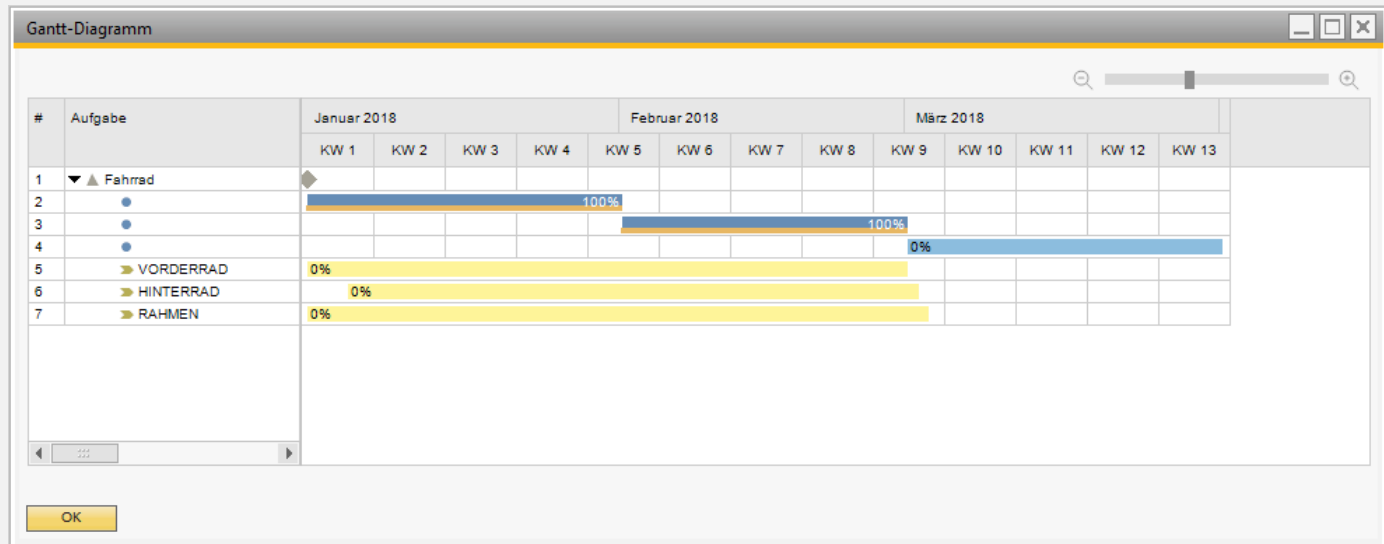 Gantt-Diagramm
# Aufgabe Januar 2018 Februar 2018 März 2018
KW 1 KW 2 KW 3 KW 4 KW 5 KW 6 KW 7 KW 8 KW 9 KW 10 KW 11 KW 12 KW 13
1 Fahrrad
2 100%
3 100%
4 0%
5 VORDERRAD 0%
6 HINTERRAD 0%
7 RAHMEN 0%
OK